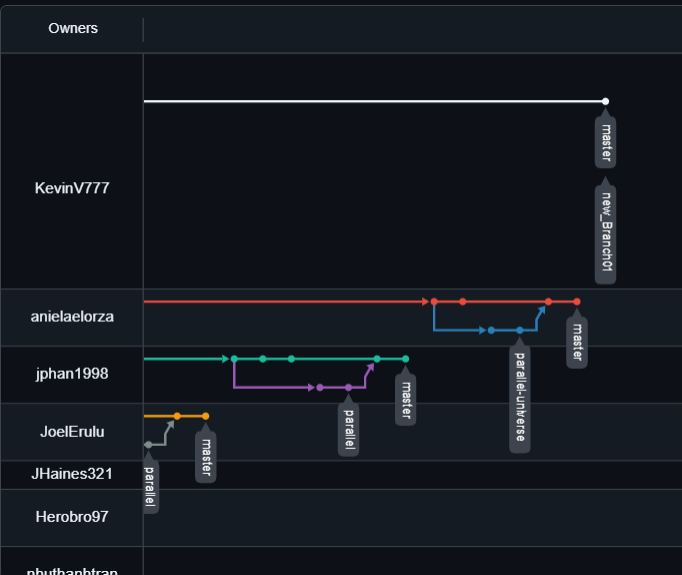 Owners
KevinV777
master
new_Branch01
anielaelorza
master
parallel-universe
jphan1998
master
parallel
JoelErulu
master
parallel
JHaines321
Herobro97
nhuthanhtran